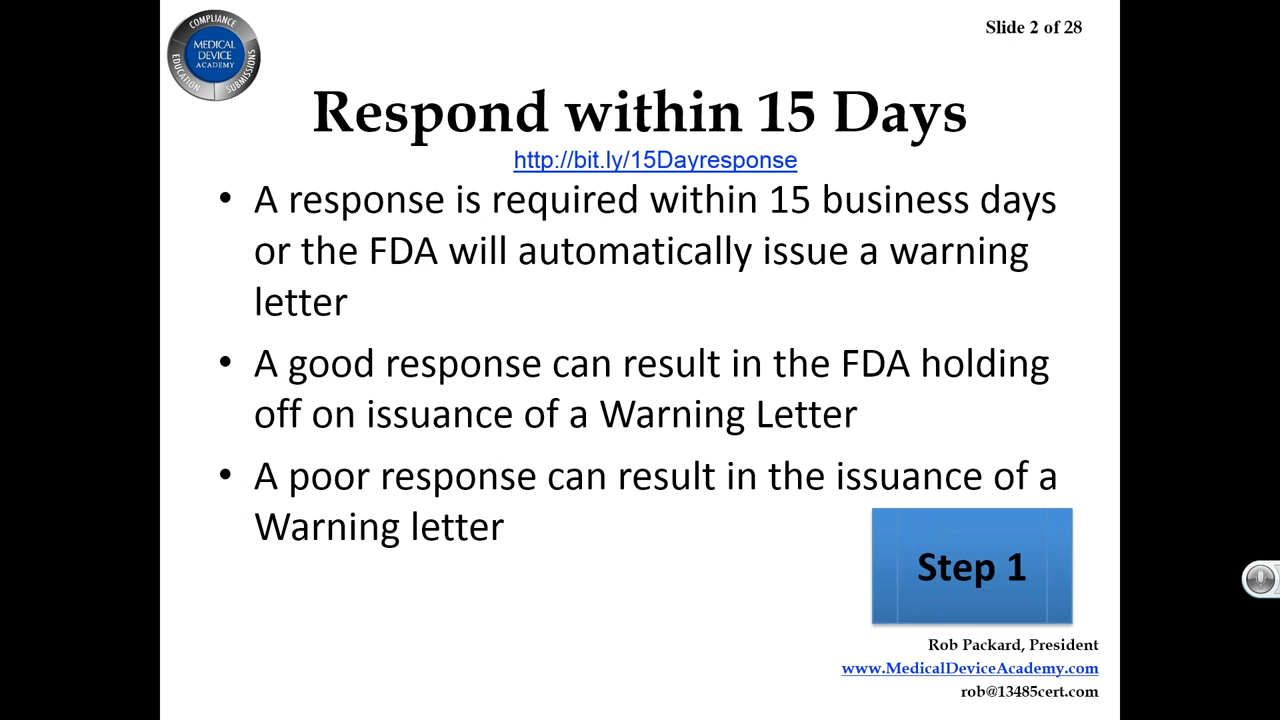 COMPLIANCE
MEDICAL
DEVICE
ACADEMY
EDUCATION
SUBMISSIONS
Slide 2 of 28
Respond within 15 Days
http://bit.ly/15Dayresponse
• A response is required within 15 business days
or the FDA will automatically issue a warning
letter
• A good response can result in the FDA holding
off on issuance of a Warning Letter
• A poor response can result in the issuance of a
Warning letter
Step 1
Rob Packard, President
www.MedicalDeviceAcademy.com
rob@13485cert.com